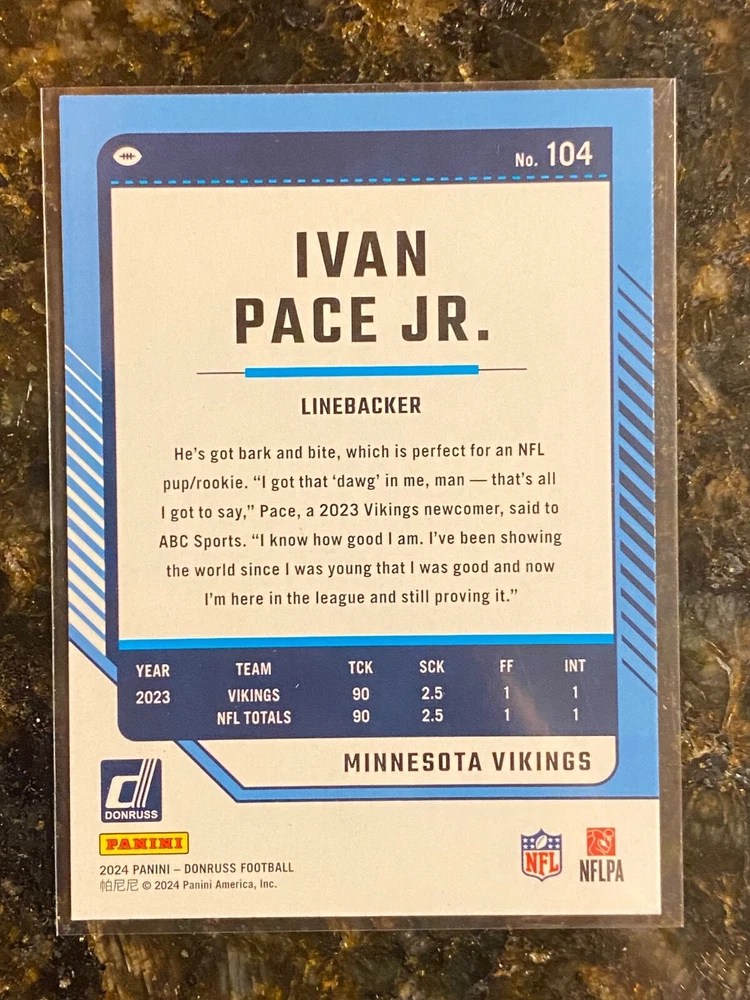 No. 104
IVAN
PACE JR.
LINEBACKER
He's got bark and bite, which is perfect for an NFL
pup/rookie. “I got that ‘dawg’ in me, man — that's all
I got to say,” Pace, a 2023 Vikings newcomer, said to
ABC Sports. “I know how good I am. I've been showing
the world since I was young that I was good and now
I'm here in the league and still proving it.”
YEAR TEAM TCK SCK FF INT
2023 VIKINGS 90 2.5 1 1
NFL TOTALS 90 2.5 1 1
MINNESOTA VIKINGS
d
DONRUSS
PANINI
2024 PANINI – DONRUSS FOOTBALL
帕尼尼 © 2024 Panini America, Inc.
NFL
NFLPA